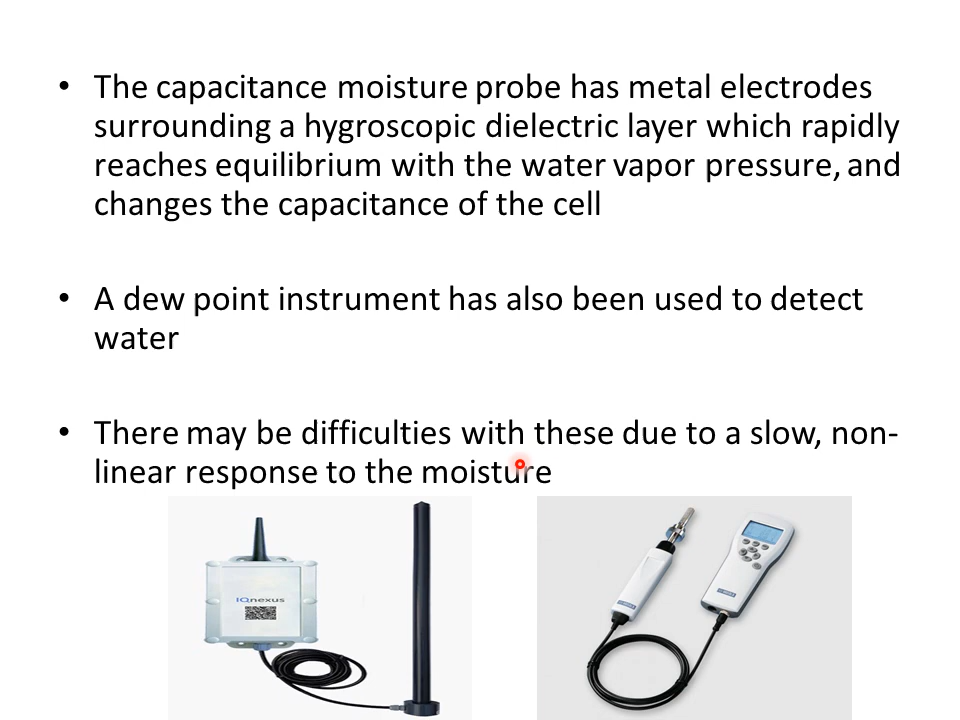 • The capacitance moisture probe has metal electrodes
surrounding a hygroscopic dielectric layer which rapidly
reaches equilibrium with the water vapor pressure, and
changes the capacitance of the cell
• A dew point instrument has also been used to detect
water
• There may be difficulties with these due to a slow, non-
linear response to the moisture
IQnexus